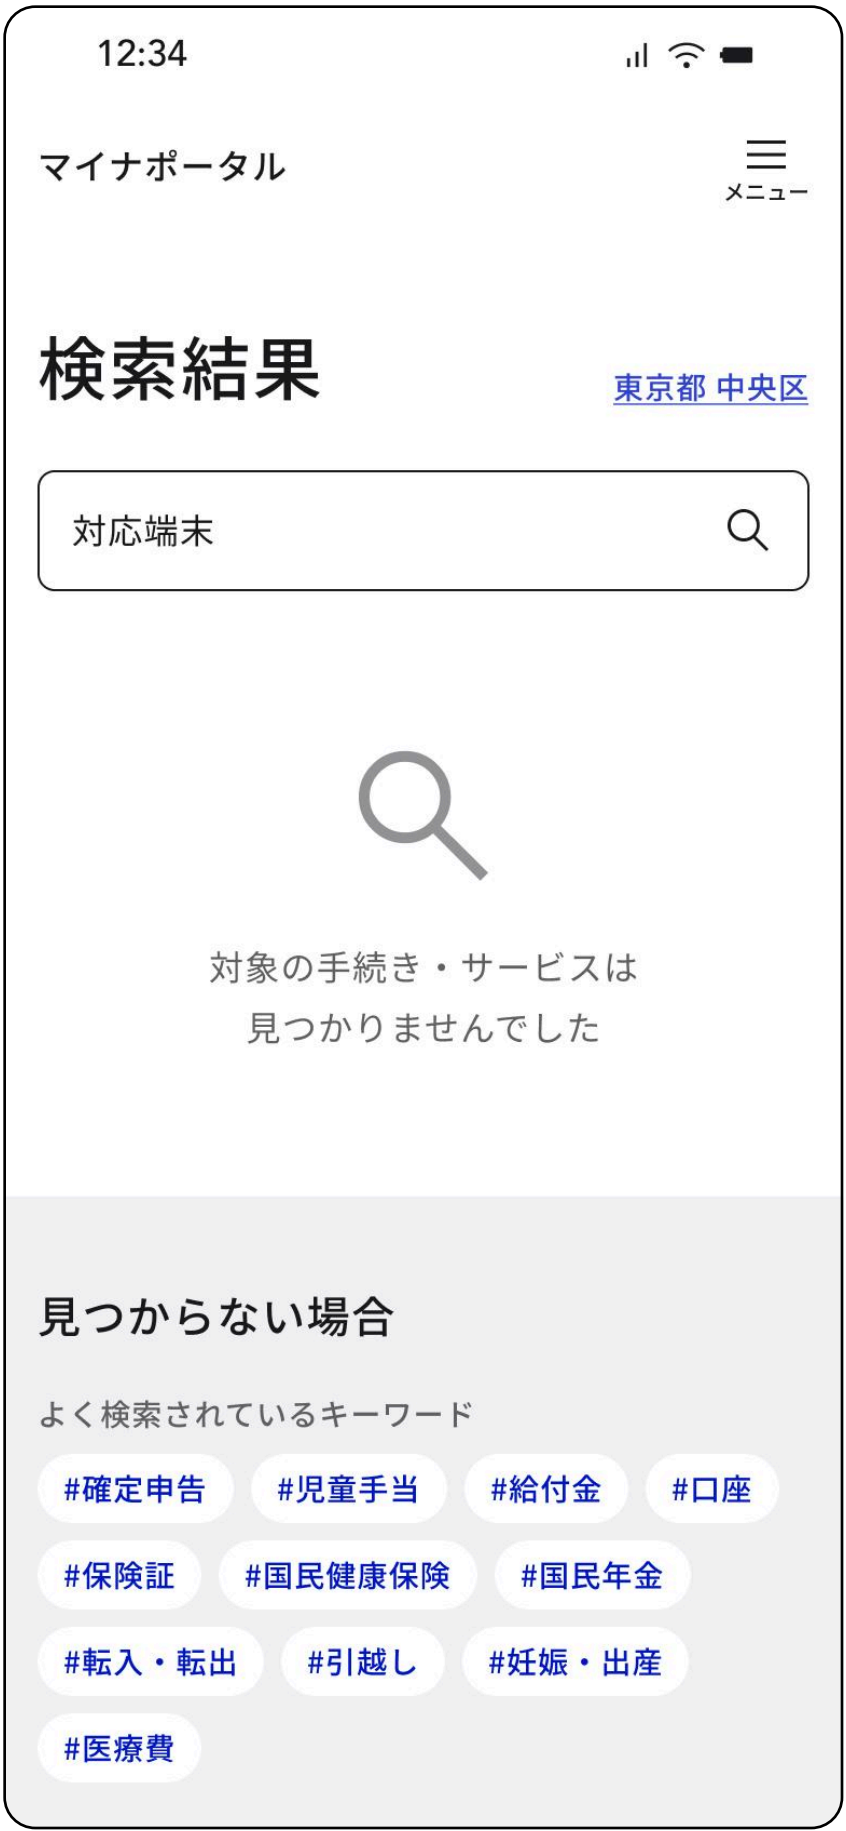 12:34
マイナポータル
メニュー
検索結果
東京都 中央区
対応端末
対象の手続き・サービスは
見つかりませんでした
見つからない場合
よく検索されているキーワード
#確定申告 #児童手当 #給付金 #口座
#保険証 #国民健康保険 #国民年金
#転入・転出 #引越し #妊娠・出産
#医療費